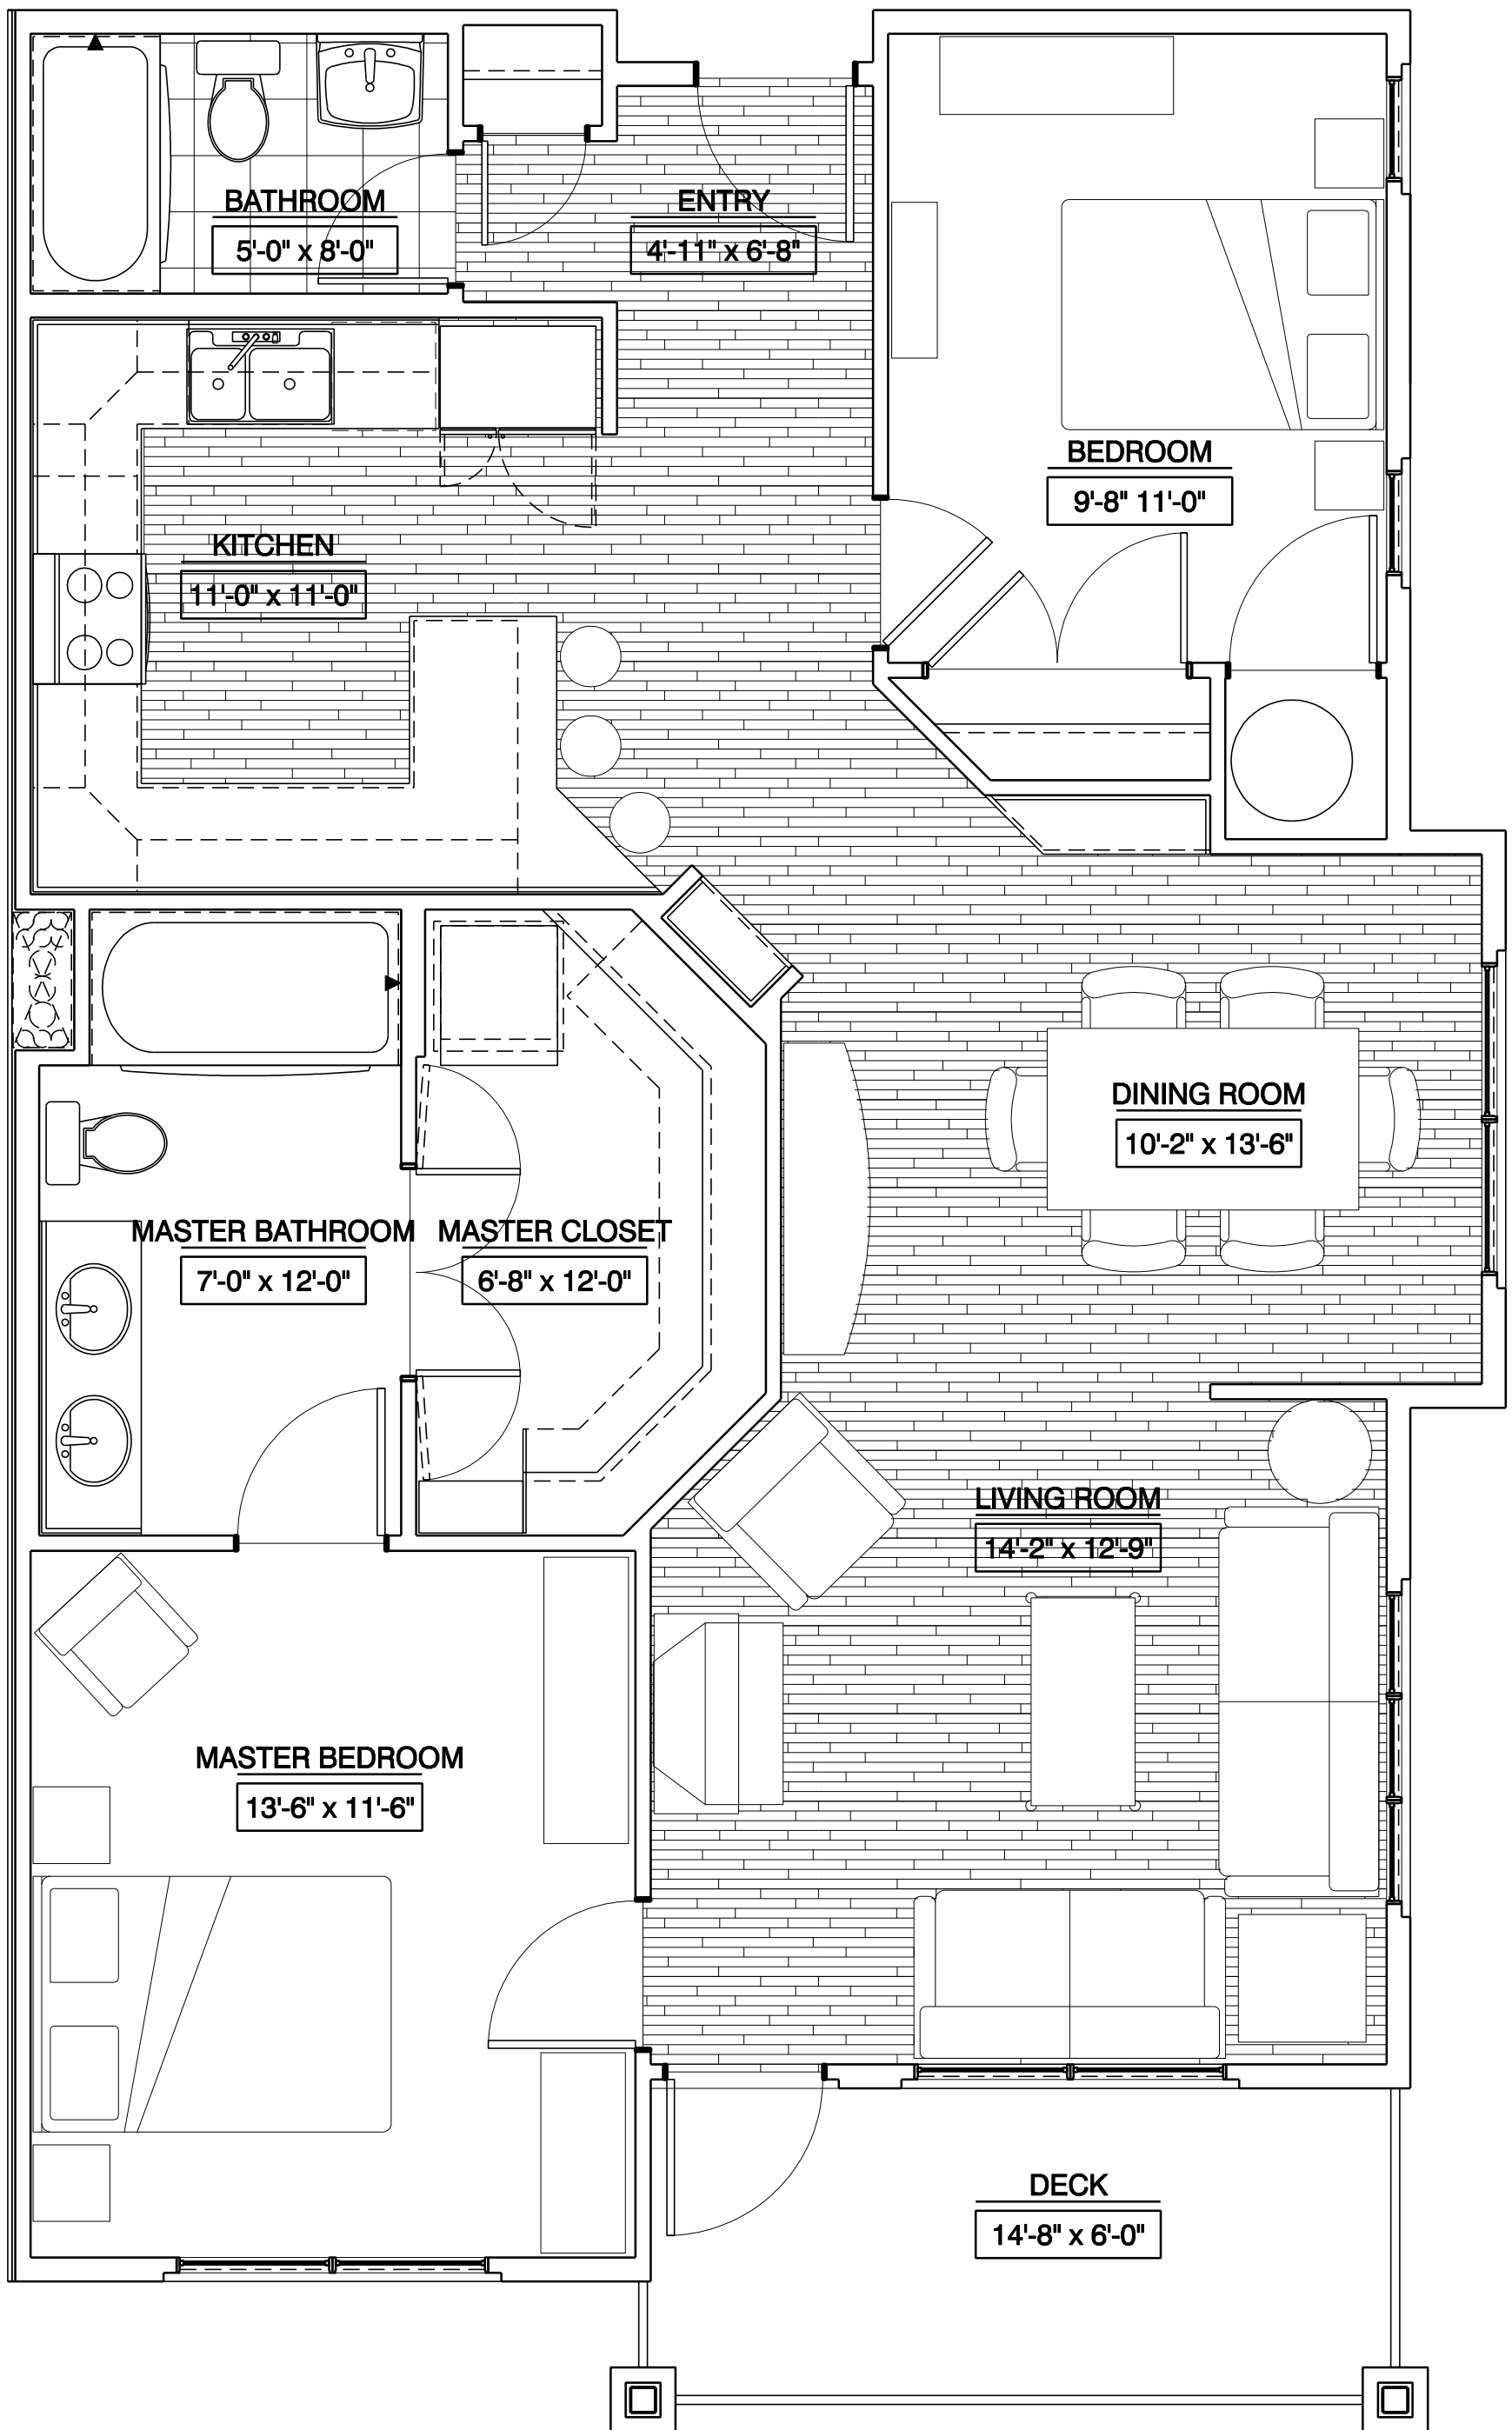 BATHROOM
5'-0" x 8'-0"
ENTRY
4'-11" x 6'-8"
BEDROOM
9'-8" 11'-0"
KITCHEN
11'-0" x 11'-0"
DINING ROOM
10'-2" x 13'-6"
MASTER BATHROOM
7'-0" x 12'-0"
MASTER CLOSET
6'-8" x 12'-0"
LIVING ROOM
14'-2" x 12'-9"
MASTER BEDROOM
13'-6" x 11'-6"
DECK
14'-8" x 6'-0"